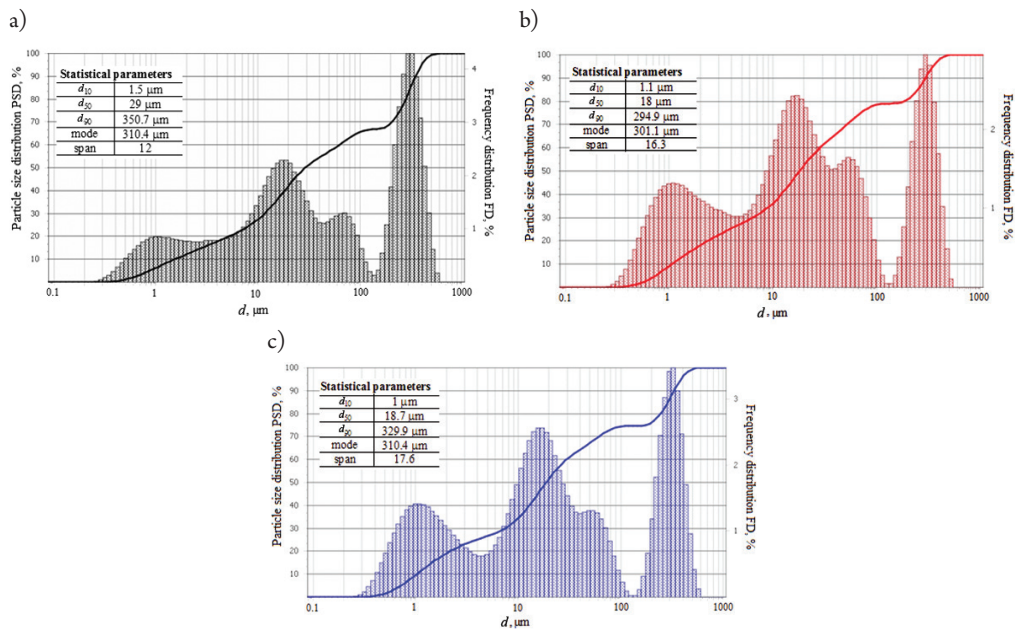 a)
Particle size distribution PSD, %
100
90
80
70
60
50
40
30
20
10
Statistical parameters
d10 1.5 μm
d50 29 μm
d90 350.7 μm
mode 310.4 μm
span 12
4
3
2
1
Frequency distribution FD, %
0.1 1 10 100 1000
d, μm
b)
Particle size distribution PSD, %
100
90
80
70
60
50
40
30
20
10
Statistical parameters
d10 1.1 μm
d50 18 μm
d90 294.9 μm
mode 301.1 μm
span 16.3
2
1
Frequency distribution FD, %
0.1 1 10 100 1000
d, μm
c)
Particle size distribution PSD, %
100
90
80
70
60
50
40
30
20
10
Statistical parameters
d10 1 μm
d50 18.7 μm
d90 329.9 μm
mode 310.4 μm
span 17.6
3
2
1
Frequency distribution FD, %
0.1 1 10 100 1000
d, μm